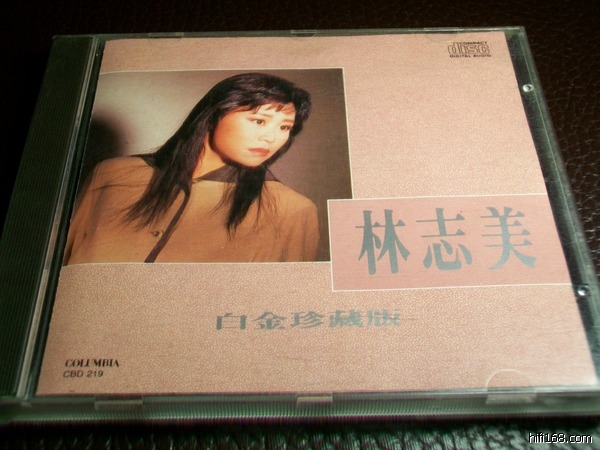 COMPACT
disc
DIGITAL AUDIO
林志美
白金珍藏版
COLUMBIA
CBD 219
hifi168.com